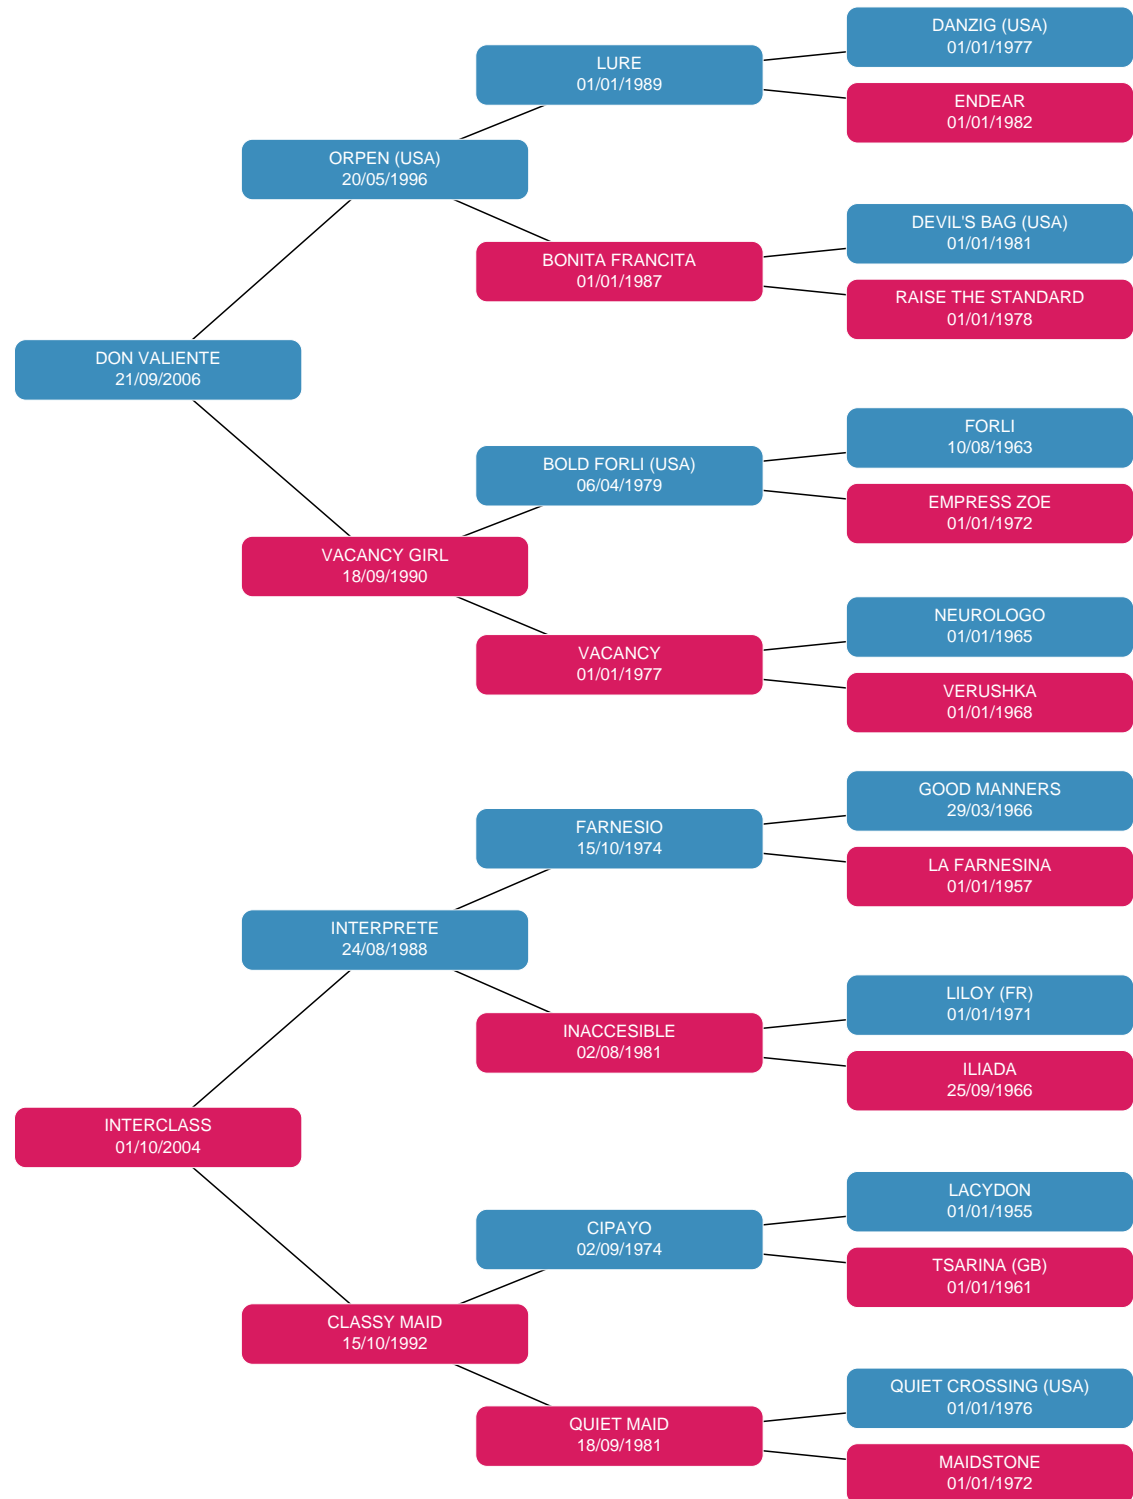 DANZIG (USA)
01/01/1977
LURE
01/01/1989
ENDEAR
01/01/1982
ORPEN (USA)
20/05/1996
DEVIL'S BAG (USA)
01/01/1981
BONITA FRANCITA
01/01/1987
RAISE THE STANDARD
01/01/1978
DON VALIENTE
21/09/2006
FORLI
10/08/1963
BOLD FORLI (USA)
06/04/1979
EMPRESS ZOE
01/01/1972
VACANCY GIRL
18/09/1990
NEUROLOGO
01/01/1965
VACANCY
01/01/1977
VERUSHKA
01/01/1968
GOOD MANNERS
29/03/1966
FARNESIO
15/10/1974
LA FARNESINA
01/01/1957
INTERPRETE
24/08/1988
LILOY (FR)
01/01/1971
INACCESIBLE
02/08/1981
ILIADA
25/09/1966
INTERCLASS
01/10/2004
LACYDON
01/01/1955
CIPAYO
02/09/1974
TSARINA (GB)
01/01/1961
CLASSY MAID
15/10/1992
QUIET CROSSING (USA)
01/01/1976
QUIET MAID
18/09/1981
MAIDSTONE
01/01/1972